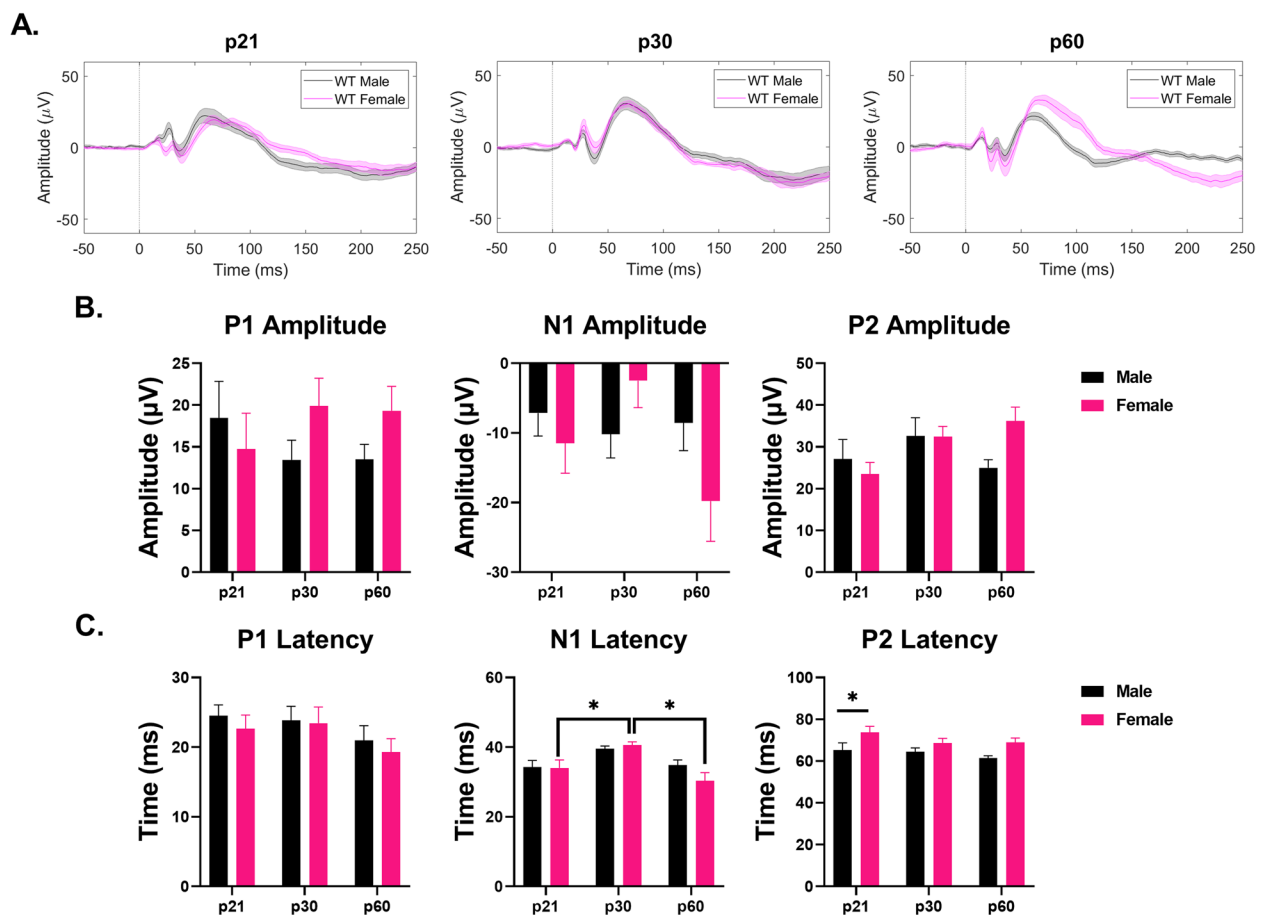 A.
p21 p30 p60
50 WT Male WT Female 50 WT Male WT Female 50 WT Male WT Female
Amplitude (μV) Amplitude (μV) Amplitude (μV)
0 0 0
-50 -50 -50
-50 0 50 100 150 200 250 -50 0 50 100 150 200 250 -50 0 50 100 150 200 250
Time (ms) Time (ms) Time (ms)
B.
P1 Amplitude
Amplitude (μV)
25
20
15
10
5
0
p21 p30 p60
N1 Amplitude
Amplitude (μV)
0
-10
-20
-30
p21 p30 p60
P2 Amplitude
Amplitude (μV)
50
40
30
20
10
0
p21 p30 p60
Male
Female
C.
P1 Latency
Time (ms)
30
20
10
0
p21 p30 p60
N1 Latency
Time (ms)
60
40
20
0
* *
p21 p30 p60
P2 Latency
Time (ms)
100
80
60
40
20
0
*
p21 p30 p60
Male
Female